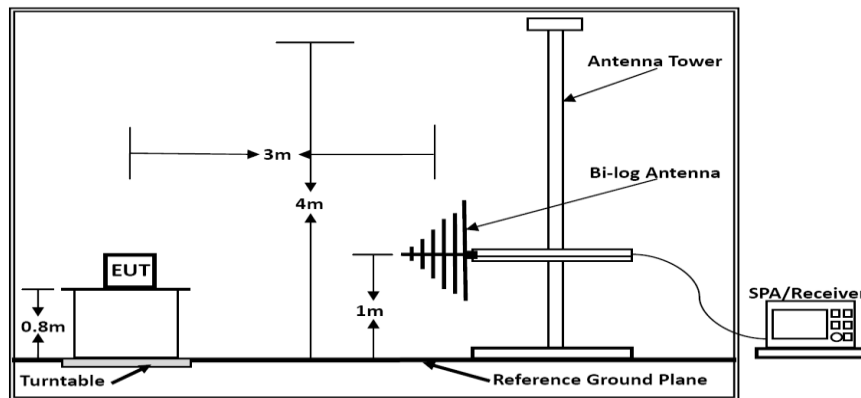 Antenna Tower
3m
Bi-log Antenna
4m
EUT
1m
0.8m
SPA/Receiver
Turntable
Reference Ground Plane